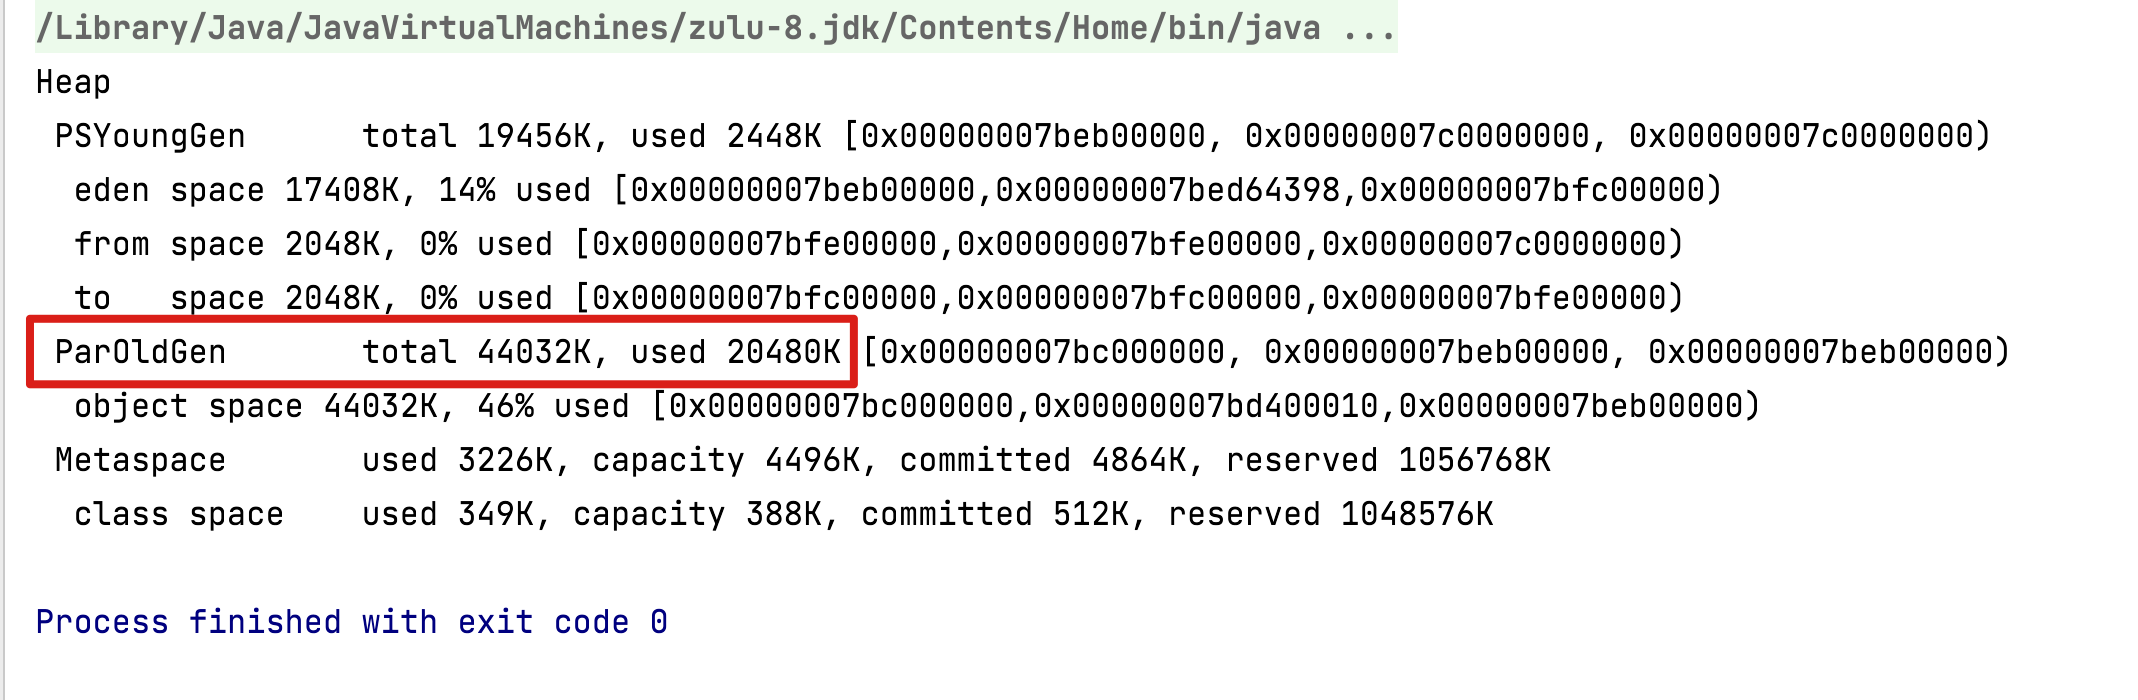 /Library/Java/JavaVirtualMachines/zulu-8.jdk/Contents/Home/bin/java ...
Heap
 PSYoungGen      total 19456K, used 2448K [0x00000007beb00000, 0x00000007c0000000, 0x00000007c0000000)
  eden space 17408K, 14% used [0x00000007beb00000,0x00000007bed64398,0x00000007bfc00000)
  from space 2048K, 0% used [0x00000007bfe00000,0x00000007bfe00000,0x00000007c0000000)
  to   space 2048K, 0% used [0x00000007bfc00000,0x00000007bfc00000,0x00000007bfe00000)
 ParOldGen       total 44032K, used 20480K [0x00000007bc000000, 0x00000007beb00000, 0x00000007beb00000)
  object space 44032K, 46% used [0x00000007bc000000,0x00000007bd400010,0x00000007beb00000)
 Metaspace       used 3226K, capacity 4496K, committed 4864K, reserved 1056768K
  class space    used 349K, capacity 388K, committed 512K, reserved 1048576K
Process finished with exit code 0